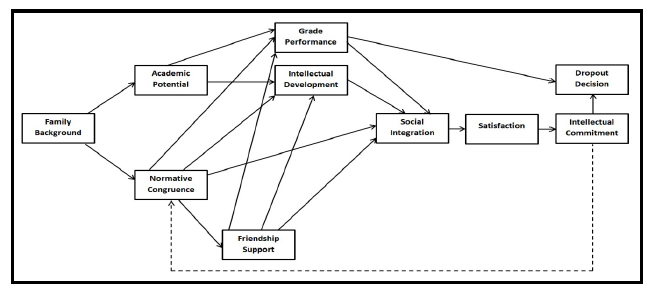 Grade
Performance
Academic
Potential
Intellectual
Development
Dropout
Decision
Family
Background
Social
Integration
Satisfaction
Intellectual
Commitment
Normative
Congruence
Friendship
Support